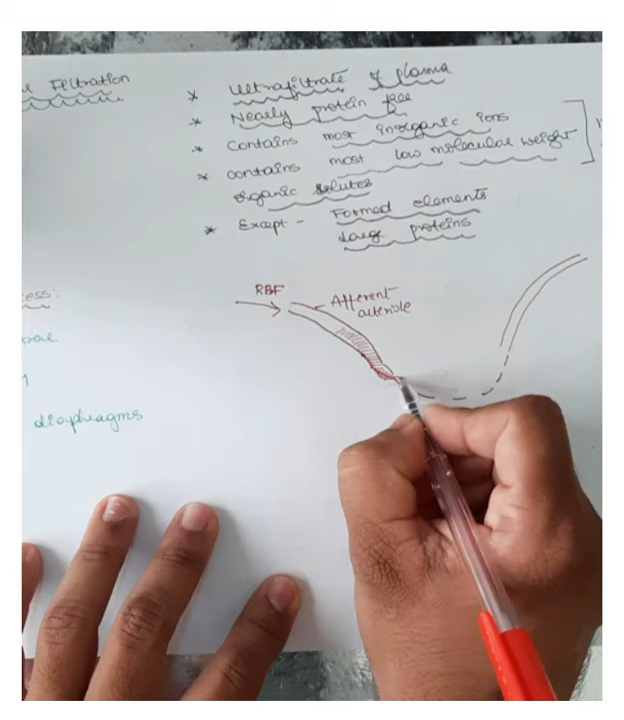 Filtration
* Ultrafiltrate of plasma
* Nearly protein free
* Contains most inorganic ions
* contains most low molecular weight
organic solutes
* Except - Formed elements
Large proteins
RBF
Afferent
arteriole
diaphragms